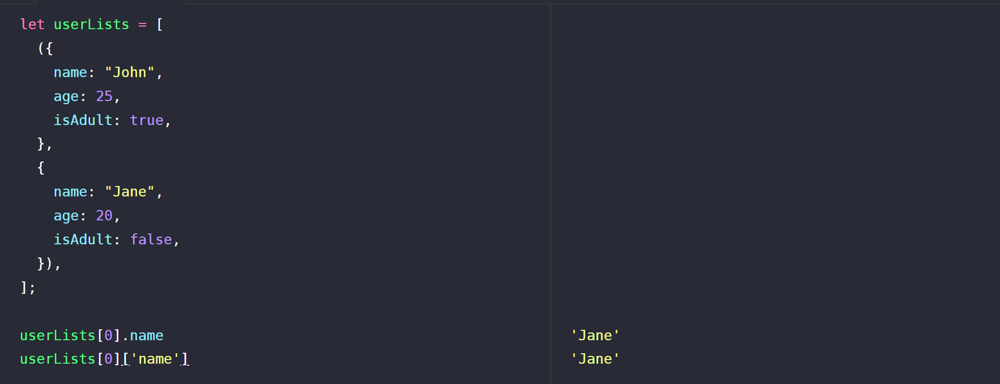 let userLists = [
  ({
    name: "John",
    age: 25,
    isAdult: true,
  },
  {
    name: "Jane",
    age: 20,
    isAdult: false,
  }),
];
userLists[0].name 'Jane'
userLists[0]['name'] 'Jane'